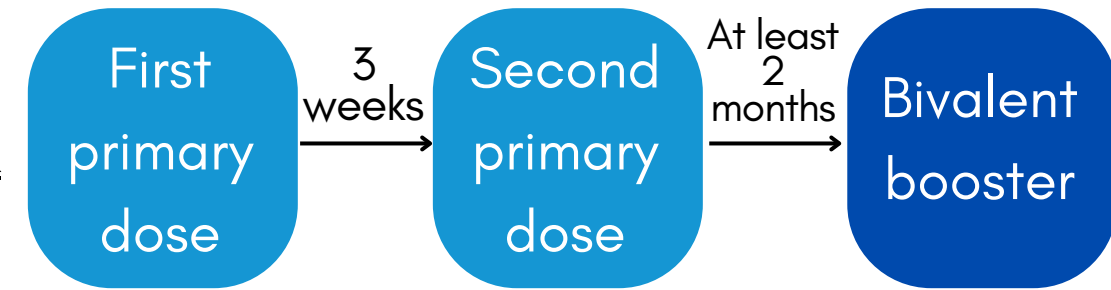 First
primary
dose
3
weeks
Second
primary
dose
At least
2
months
Bivalent
booster